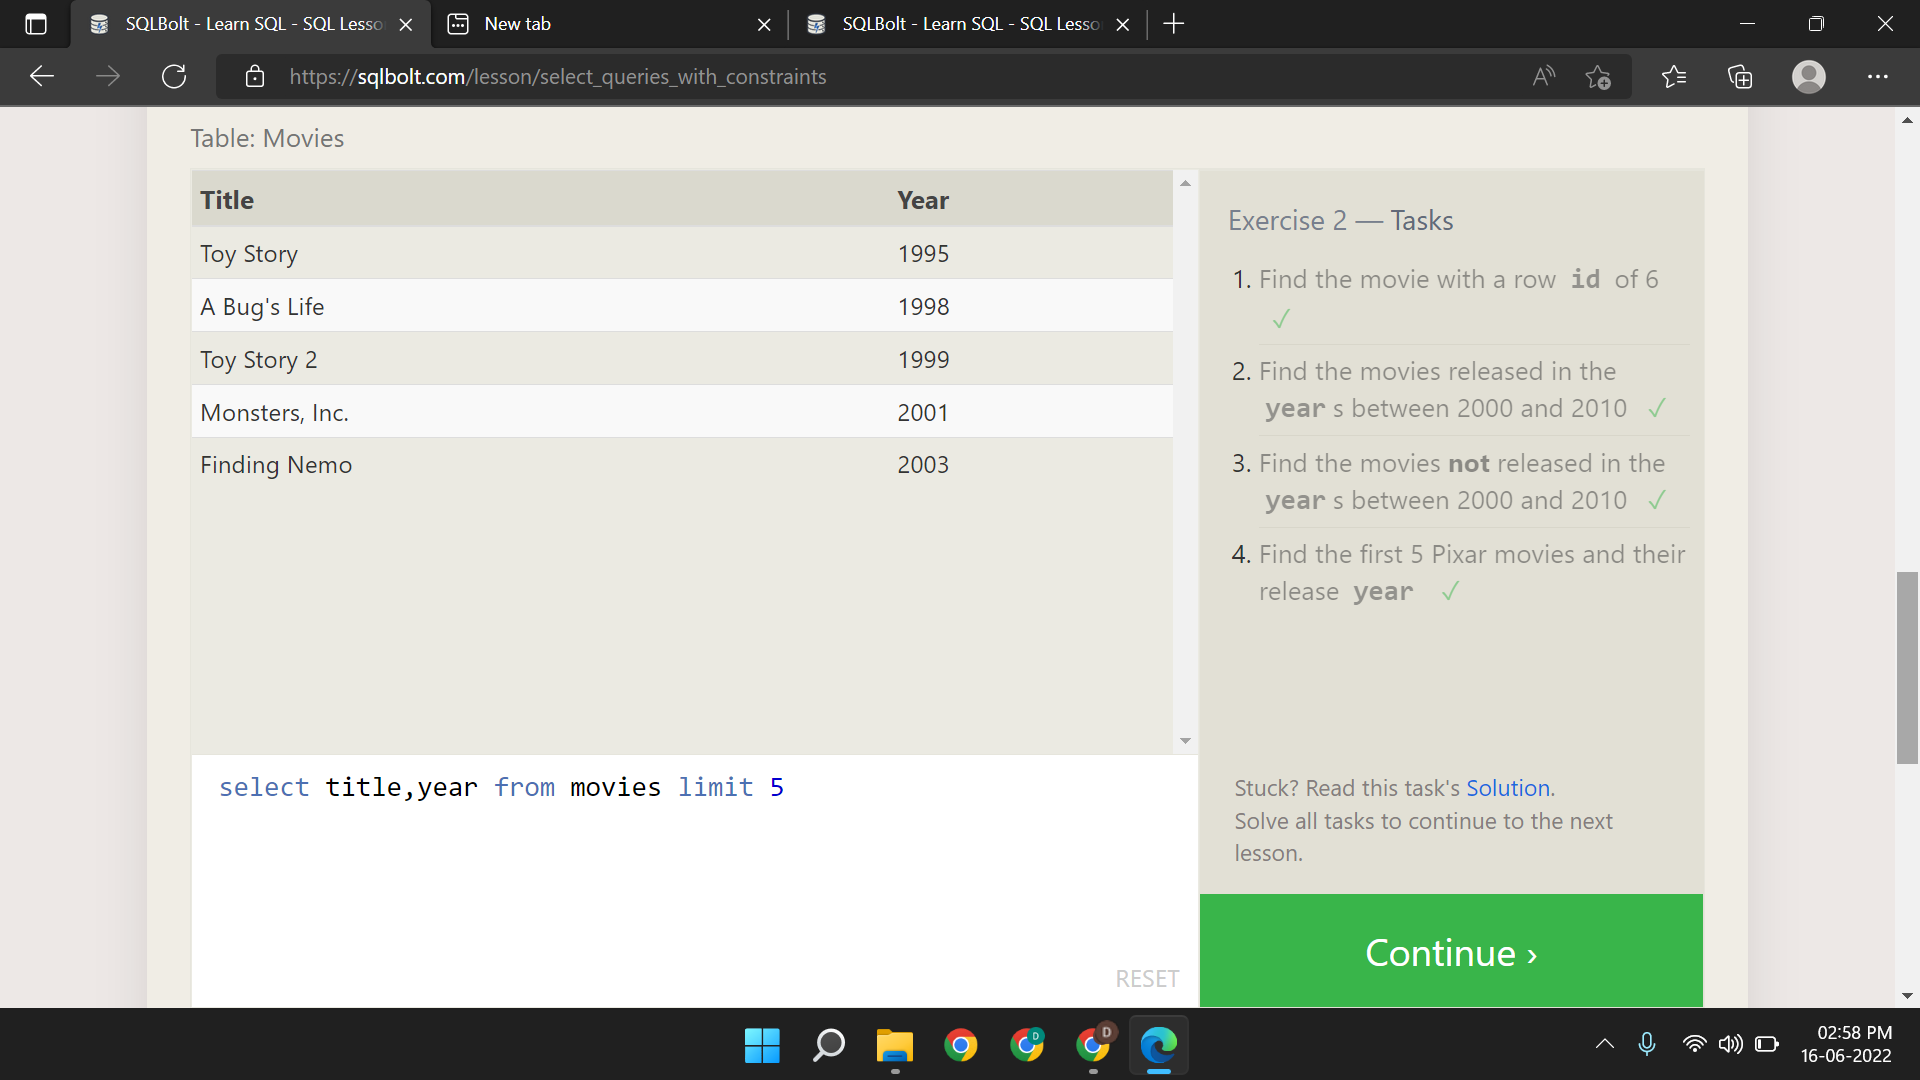 SQLBolt - Learn SQL - SQL Lesso
New tab
SQLBolt - Learn SQL - SQL Lesso
https://sqlbolt.com/lesson/select_queries_with_constraints
Table: Movies
Title Year
Toy Story 1995
A Bug's Life 1998
Toy Story 2 1999
Monsters, Inc. 2001
Finding Nemo 2003
select title,year from movies limit 5
RESET
Exercise 2 — Tasks
1. Find the movie with a row id of 6
✓
2. Find the movies released in the
year s between 2000 and 2010 ✓
3. Find the movies not released in the
year s between 2000 and 2010 ✓
4. Find the first 5 Pixar movies and their
release year ✓
Stuck? Read this task's Solution.
Solve all tasks to continue to the next
lesson.
Continue ›
D
D
02:58 PM
16-06-2022